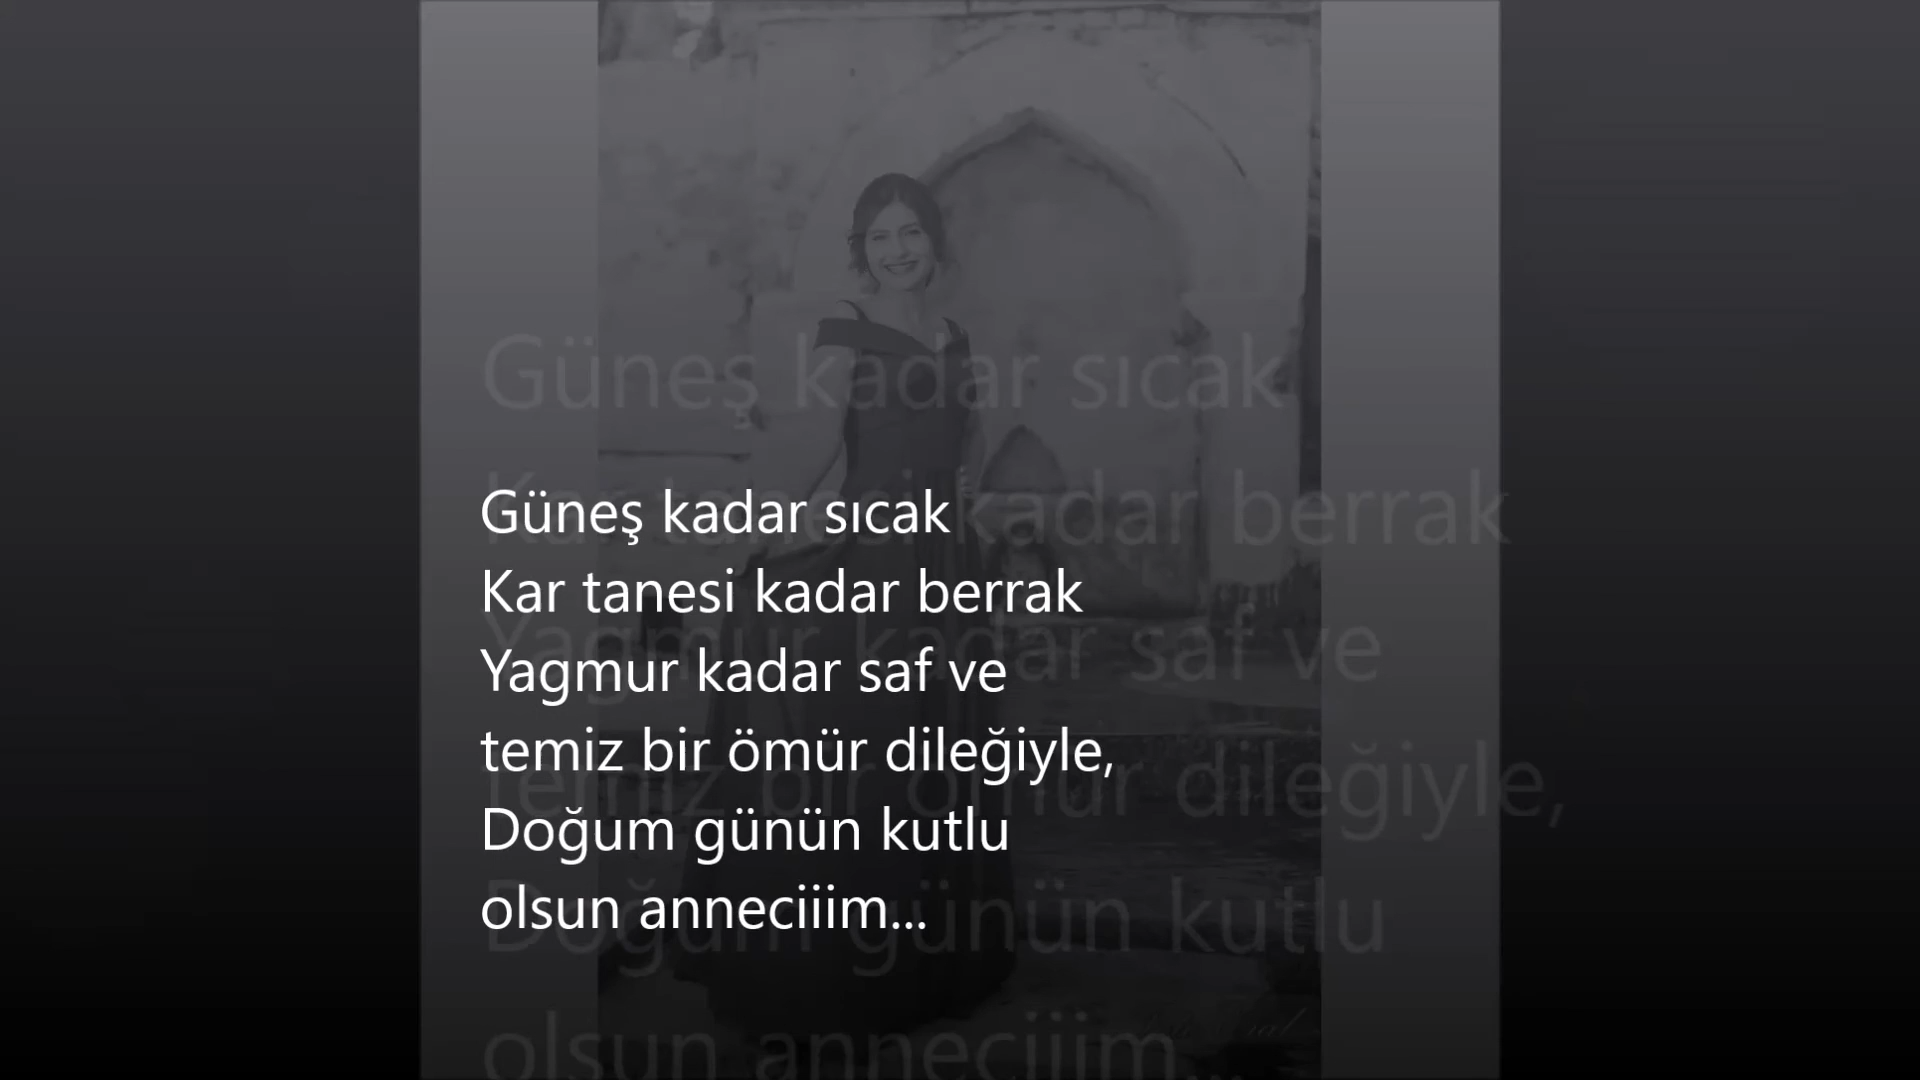 Güneş kadar sıcak
Kar tanesi kadar berrak
Yagmur kadar saf ve
temiz bir ömür dileğiyle,
Doğum günün kutlu
olsun anneciiim...